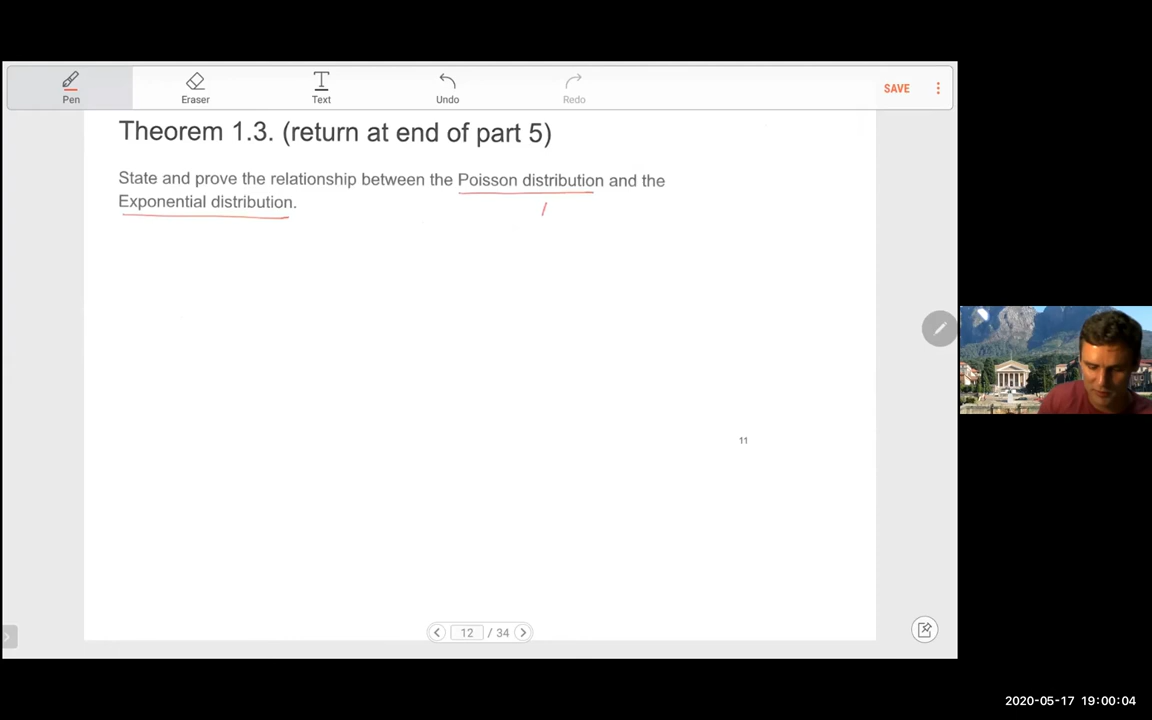 Pen
Eraser
Text
Undo
Redo
SAVE
Theorem 1.3. (return at end of part 5)
State and prove the relationship between the Poisson distribution and the
Exponential distribution.
11
12 / 34
2020-05-17 19:00:04